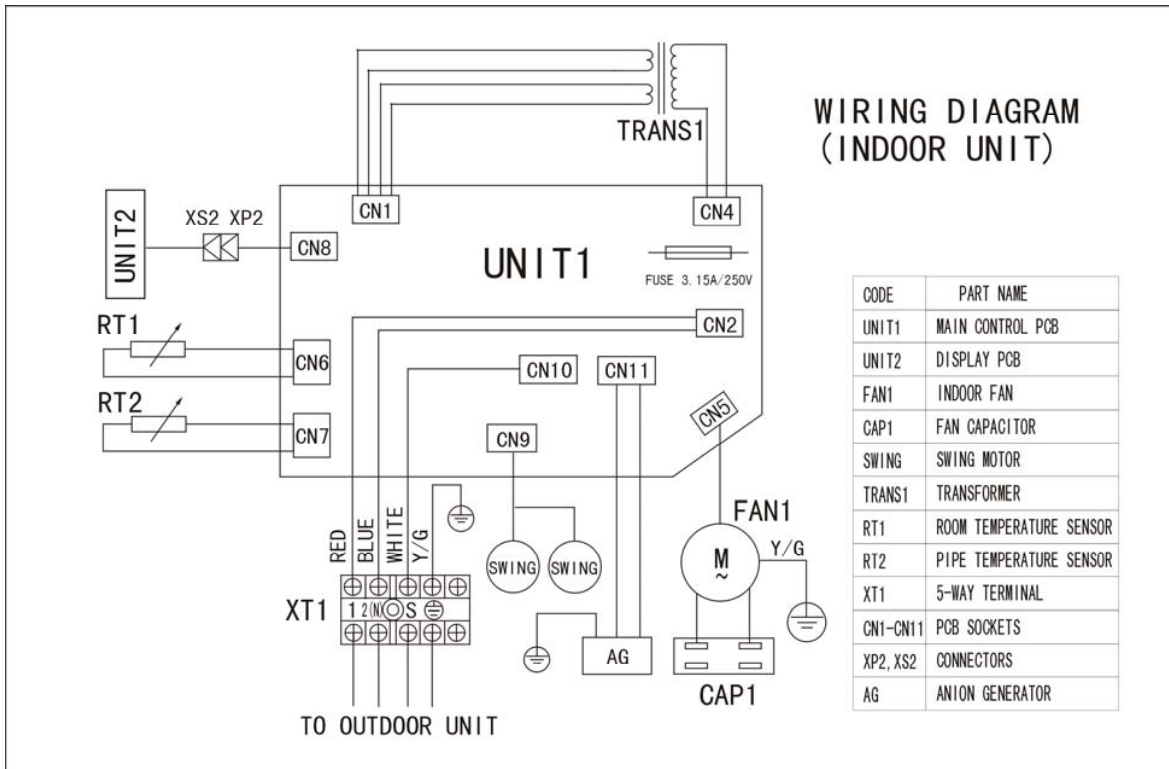 TRANS1
WIRING DIAGRAM
(INDOOR UNIT)
CN1
CN4
UNIT2
XS2 XP2
CN8
UNIT1
FUSE 3.15A/250V
RT1
CN6
CN2
CN10
CN11
RT2
CN7
CN9
CN5
RED
BLUE
WHITE
Y/G
SWING
SWING
FAN1
M
~
Y/G
XT1
1 2(N) S
AG
CAP1
TO OUTDOOR UNIT
CODE PART NAME
UNIT1 MAIN CONTROL PCB
UNIT2 DISPLAY PCB
FAN1 INDOOR FAN
CAP1 FAN CAPACITOR
SWING SWING MOTOR
TRANS1 TRANSFORMER
RT1 ROOM TEMPERATURE SENSOR
RT2 PIPE TEMPERATURE SENSOR
XT1 5-WAY TERMINAL
CN1-CN11 PCB SOCKETS
XP2, XS2 CONNECTORS
AG ANION GENERATOR